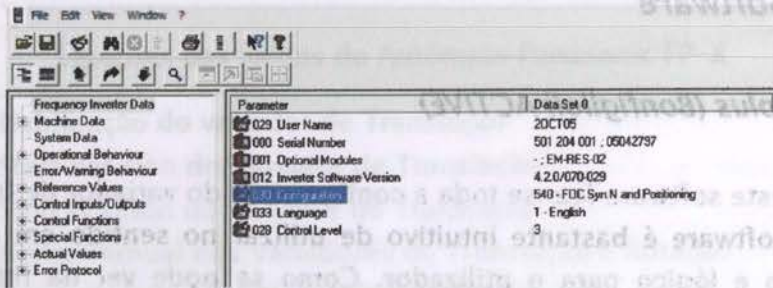 File Edit View Window ?
Frequency Inverter Data
Machine Data
System Data
Operational Behaviour
Error/Warning Behaviour
Reference Values
Control Inputs/Outputs
Control Functions
Special Functions
Actual Values
Error Protocol
Parameter Data Set 0
029 User Name 20CT05
000 Serial Number 501 204 001 ; 05042797
001 Optional Modules - ; EM-RES-02
012 Inverter Software Version 4.2.0/070-029
030 540 - FOC Syn.N and Positioning
033 Language 1 - English
028 Control Level 3